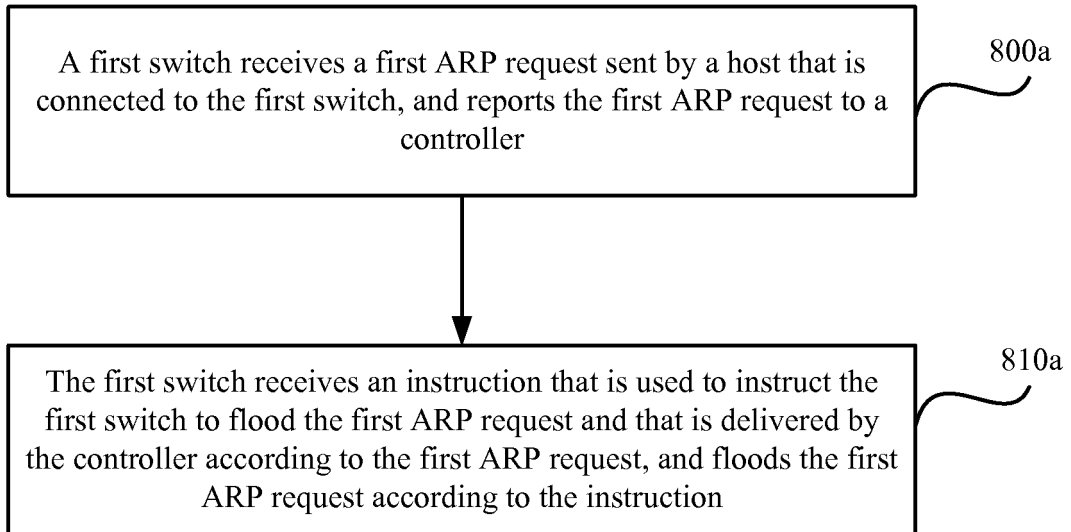 A first switch receives a first ARP request sent by a host that is
connected to the first switch, and reports the first ARP request to a
controller
800a
The first switch receives an instruction that is used to instruct the
first switch to flood the first ARP request and that is delivered by
the controller according to the first ARP request, and floods the first
ARP request according to the instruction
810a